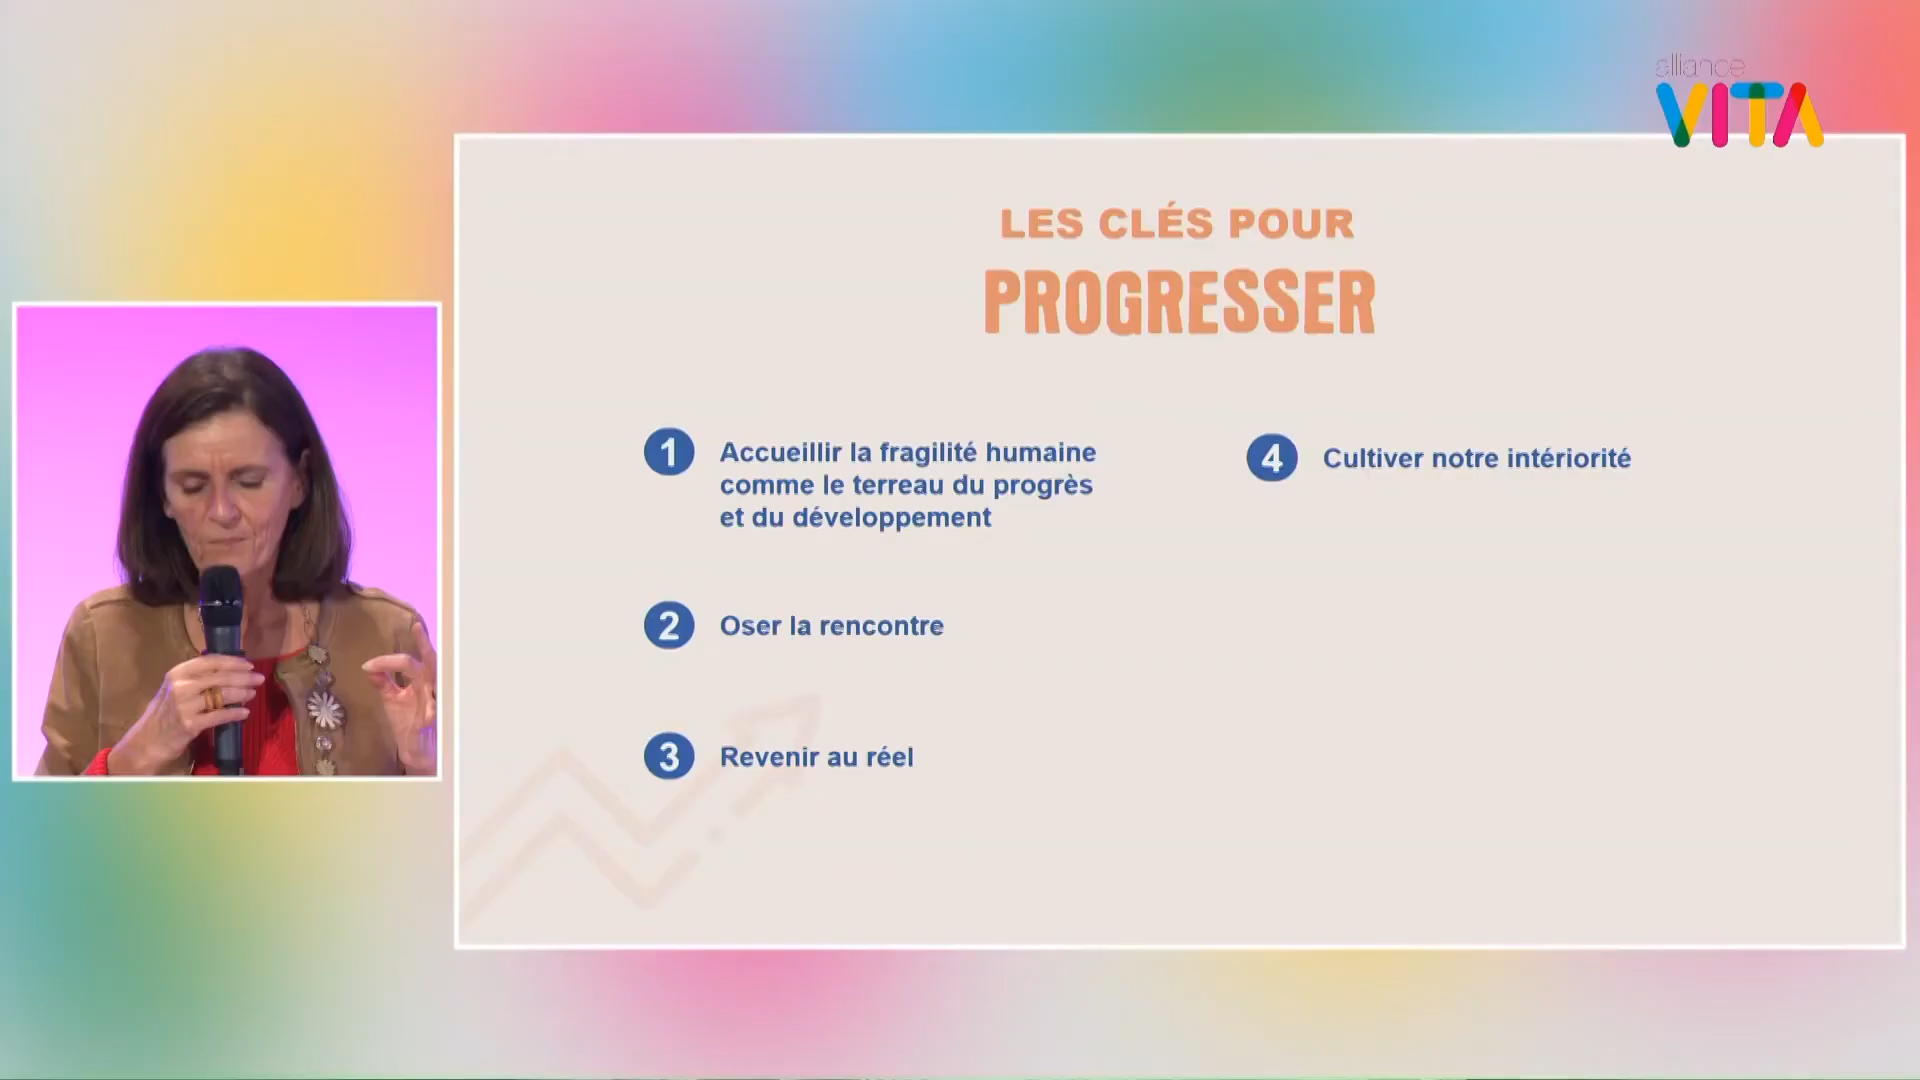 alliance
VITA
LES CLÉS POUR
PROGRESSER
1 Accueillir la fragilité humaine
comme le terreau du progrès
et du développement
2 Oser la rencontre
3 Revenir au réel
4 Cultiver notre intériorité